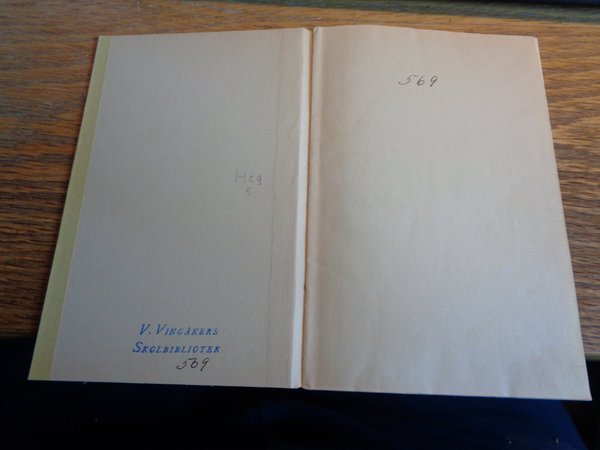 Hcg
5
V. VINGÅKERS
SKOLBIBLIOTEK
569
569